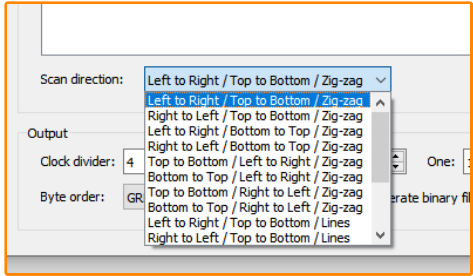 Scan direction: Left to Right / Top to Bottom / Zig-zag
Left to Right / Top to Bottom / Zig-zag
Right to Left / Top to Bottom / Zig-zag
Left to Right / Bottom to Top / Zig-zag
Right to Left / Bottom to Top / Zig-zag
Output
Clock divider: 4 Top to Bottom / Left to Right / Zig-zag One:
Bottom to Top / Left to Right / Zig-zag
Byte order: GR Top to Bottom / Right to Left / Zig-zag erate binary fil
Bottom to Top / Right to Left / Zig-zag
Left to Right / Top to Bottom / Lines
Right to Left / Top to Bottom / Lines